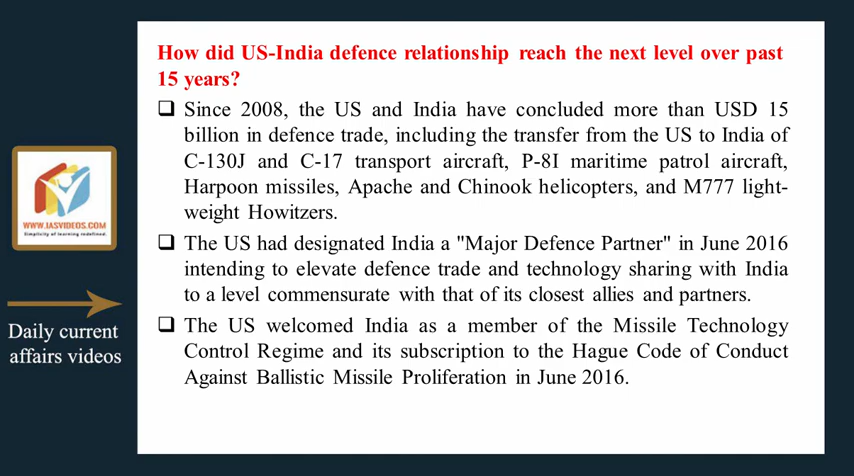 How did US-India defence relationship reach the next level over past
15 years?
❑ Since 2008, the US and India have concluded more than USD 15
billion in defence trade, including the transfer from the US to India of
C-130J and C-17 transport aircraft, P-8I maritime patrol aircraft,
Harpoon missiles, Apache and Chinook helicopters, and M777 light-
weight Howitzers.
❑ The US had designated India a "Major Defence Partner" in June 2016
intending to elevate defence trade and technology sharing with India
to a level commensurate with that of its closest allies and partners.
❑ The US welcomed India as a member of the Missile Technology
Control Regime and its subscription to the Hague Code of Conduct
Against Ballistic Missile Proliferation in June 2016.
WWW.IASVIDEOS.COM
Simplicity of learning redefined.
Daily current
affairs videos